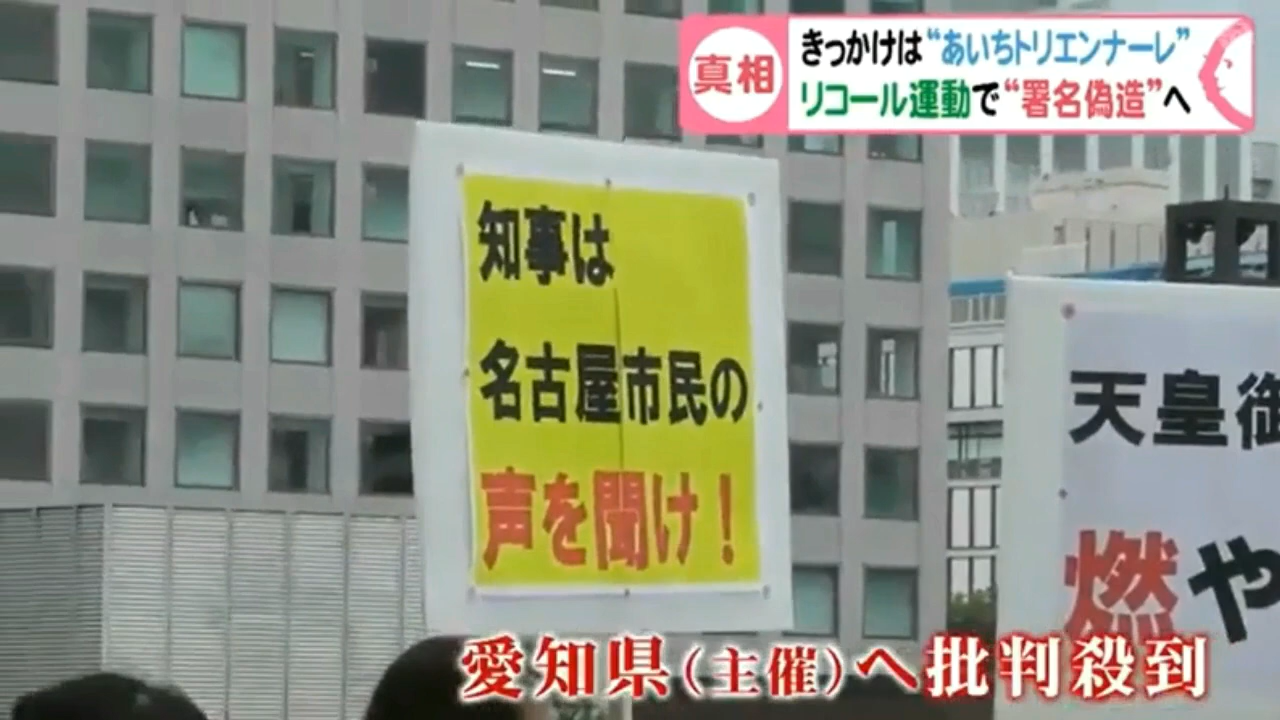 真相
きっかけは“あいちトリエンナーレ”
リコール運動で“署名偽造”へ
知事は
名古屋市民の
声を聞け！
天皇御
燃や
愛知県（主催）へ批判殺到